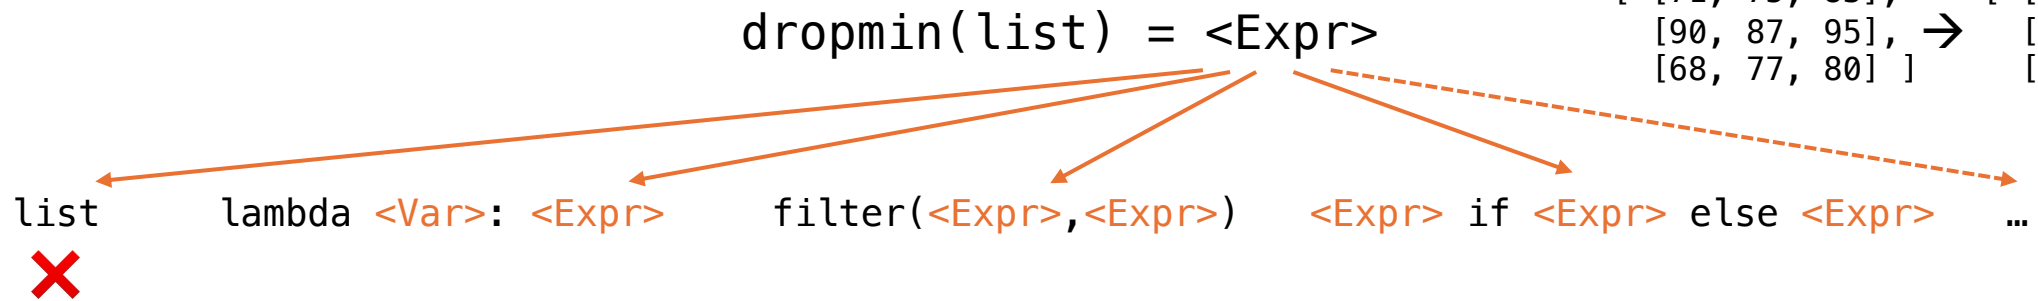 dropmin(list) = <Expr>
[90, 87, 95], → [
[68, 77, 80] ] [
list
lambda <Var>: <Expr>
filter(<Expr>,<Expr>)
<Expr> if <Expr> else <Expr>
…